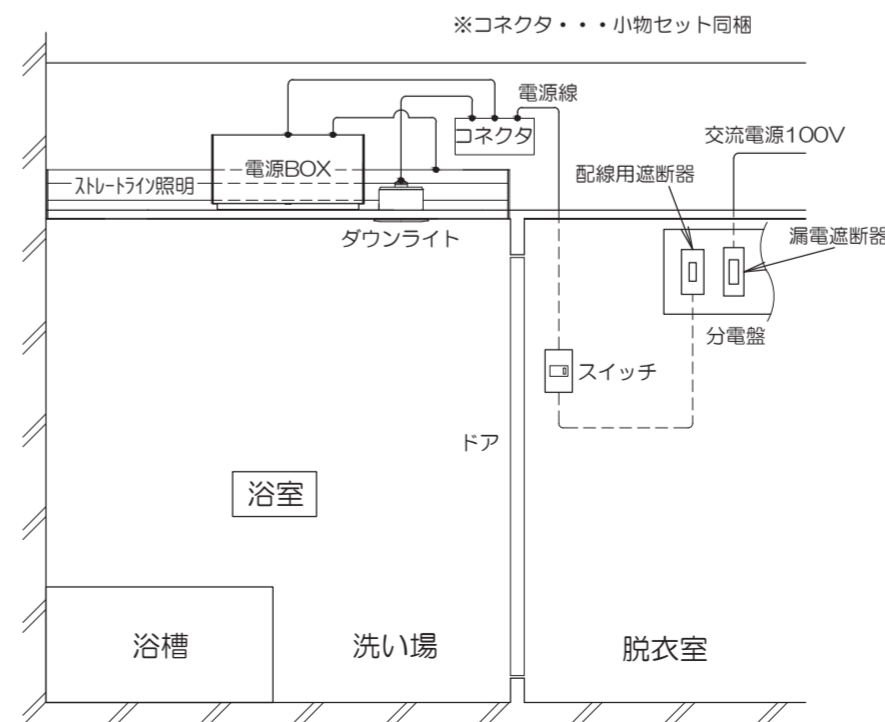 ※コネクタ・・・小物セット同梱
電源線
コネクタ
交流電源100V
電源BOX
配線用遮断器
ストレートライン照明
ダウンライト
漏電遮断器
分電盤
スイッチ
ドア
浴室
浴槽
洗い場
脱衣室